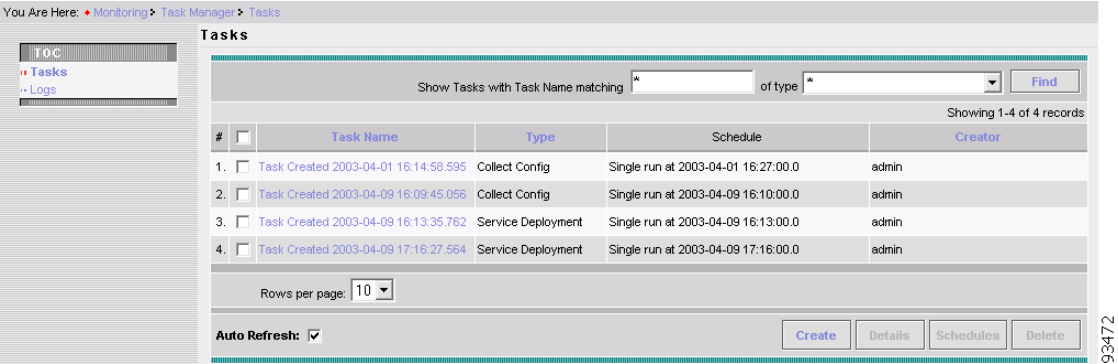 You Are Here: Monitoring Task Manager Tasks
Tasks
TOC
Tasks
Logs
Show Tasks with Task Name matching * of type * Find
Showing 1-4 of 4 records
# Task Name Type Schedule Creator
1. Task Created 2003-04-01 16:14:58.595 Collect Config Single run at 2003-04-01 16:27:00.0 admin
2. Task Created 2003-04-09 16:09:45.056 Collect Config Single run at 2003-04-09 16:10:00.0 admin
3. Task Created 2003-04-09 16:13:35.762 Service Deployment Single run at 2003-04-09 16:13:00.0 admin
4. Task Created 2003-04-09 17:16:27.564 Service Deployment Single run at 2003-04-09 17:16:00.0 admin
Rows per page: 10
Auto Refresh: Create Details Schedules Delete
93472